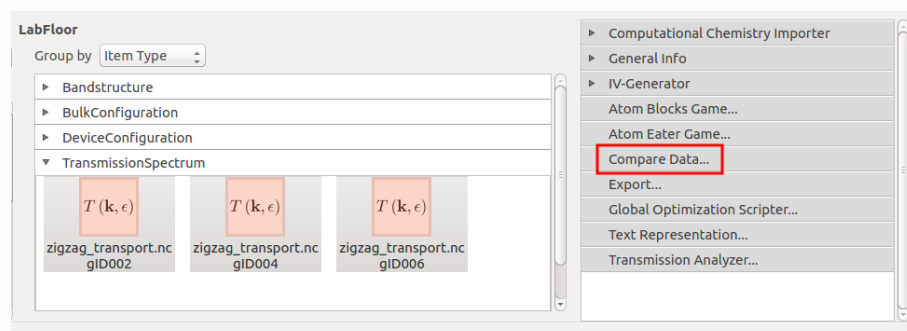 LabFloor
Group by Item Type
Bandstructure
BulkConfiguration
DeviceConfiguration
TransmissionSpectrum
T (k, ϵ) T (k, ϵ) T (k, ϵ)
zigzag_transport.nc zigzag_transport.nc zigzag_transport.nc
gID002 gID004 gID006
Computational Chemistry Importer
General Info
IV-Generator
Atom Blocks Game...
Atom Eater Game...
Compare Data...
Export...
Global Optimization Scripter...
Text Representation...
Transmission Analyzer...